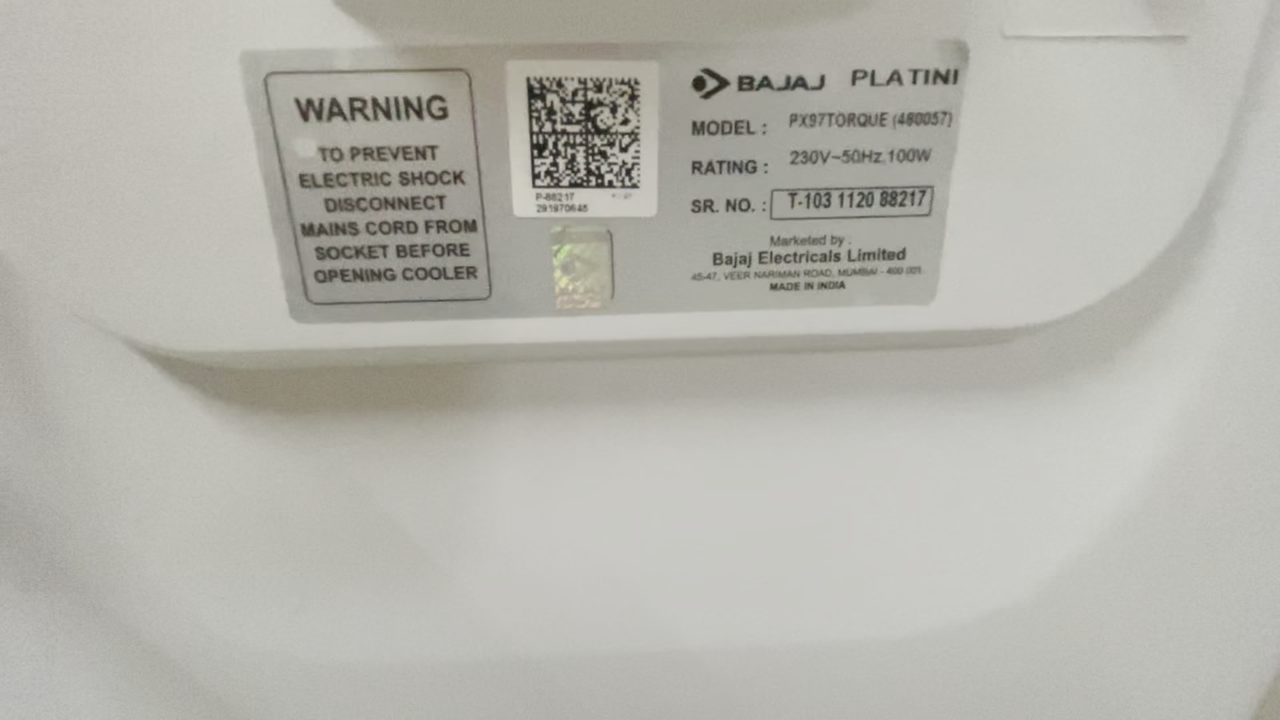 WARNING
TO PREVENT
ELECTRIC SHOCK
DISCONNECT
MAINS CORD FROM
SOCKET BEFORE
OPENING COOLER
P-88217
291970648
BAJAJ PLATINI
MODEL : PX97TORQUE (480057)
RATING : 230V~50Hz,100W
SR. NO. : T-103 1120 88217
Marketed by :
Bajaj Electricals Limited
45-47, VEER NARIMAN ROAD, MUMBAI - 400 001.
MADE IN INDIA